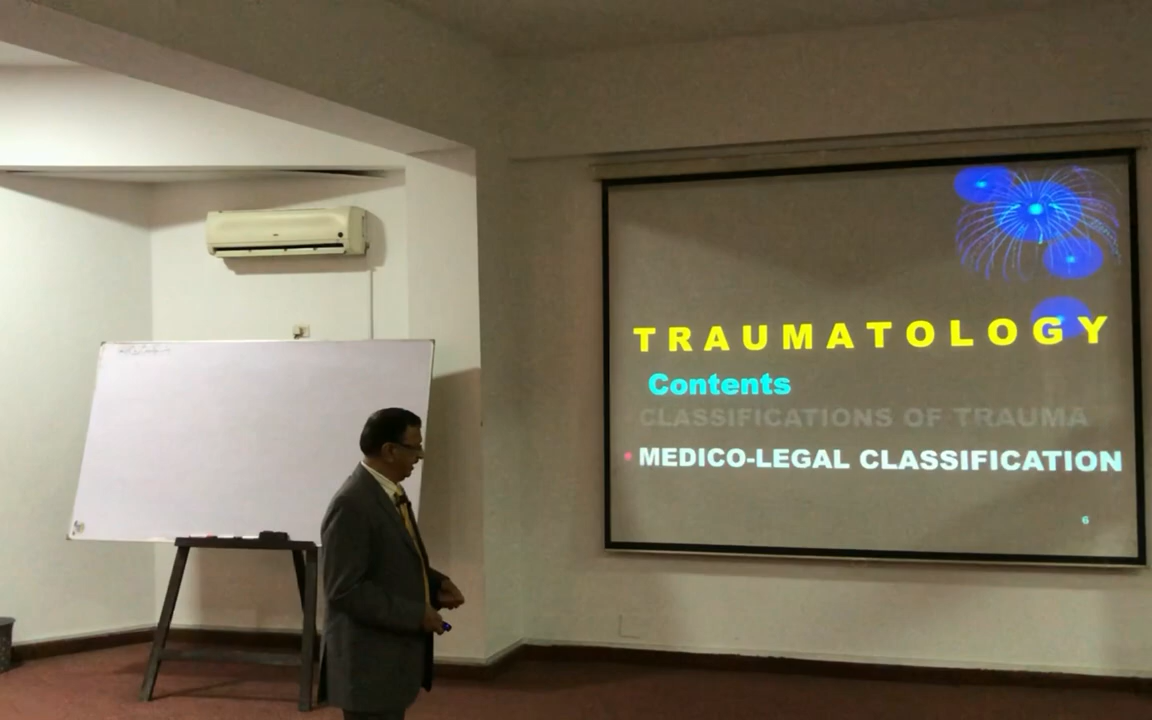 TRAUMATOLOGY
Contents
CLASSIFICATIONS OF TRAUMA
• MEDICO-LEGAL CLASSIFICATION
6